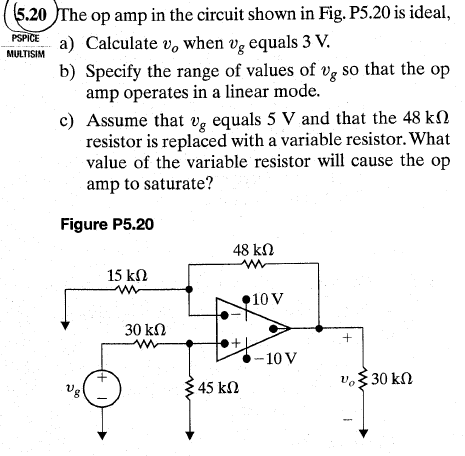 5.20 The op amp in the circuit shown in Fig. P5.20 is ideal,
PSPICE
MULTISIM
a) Calculate vₒ when v_g equals 3 V.
b) Specify the range of values of v_g so that the op
amp operates in a linear mode.
c) Assume that v_g equals 5 V and that the 48 kΩ
resistor is replaced with a variable resistor. What
value of the variable resistor will cause the op
amp to saturate?
Figure P5.20
48 kΩ
15 kΩ
10 V
−
30 kΩ
+
−10 V
+
v_g
+
−
45 kΩ
vₒ
30 kΩ
−